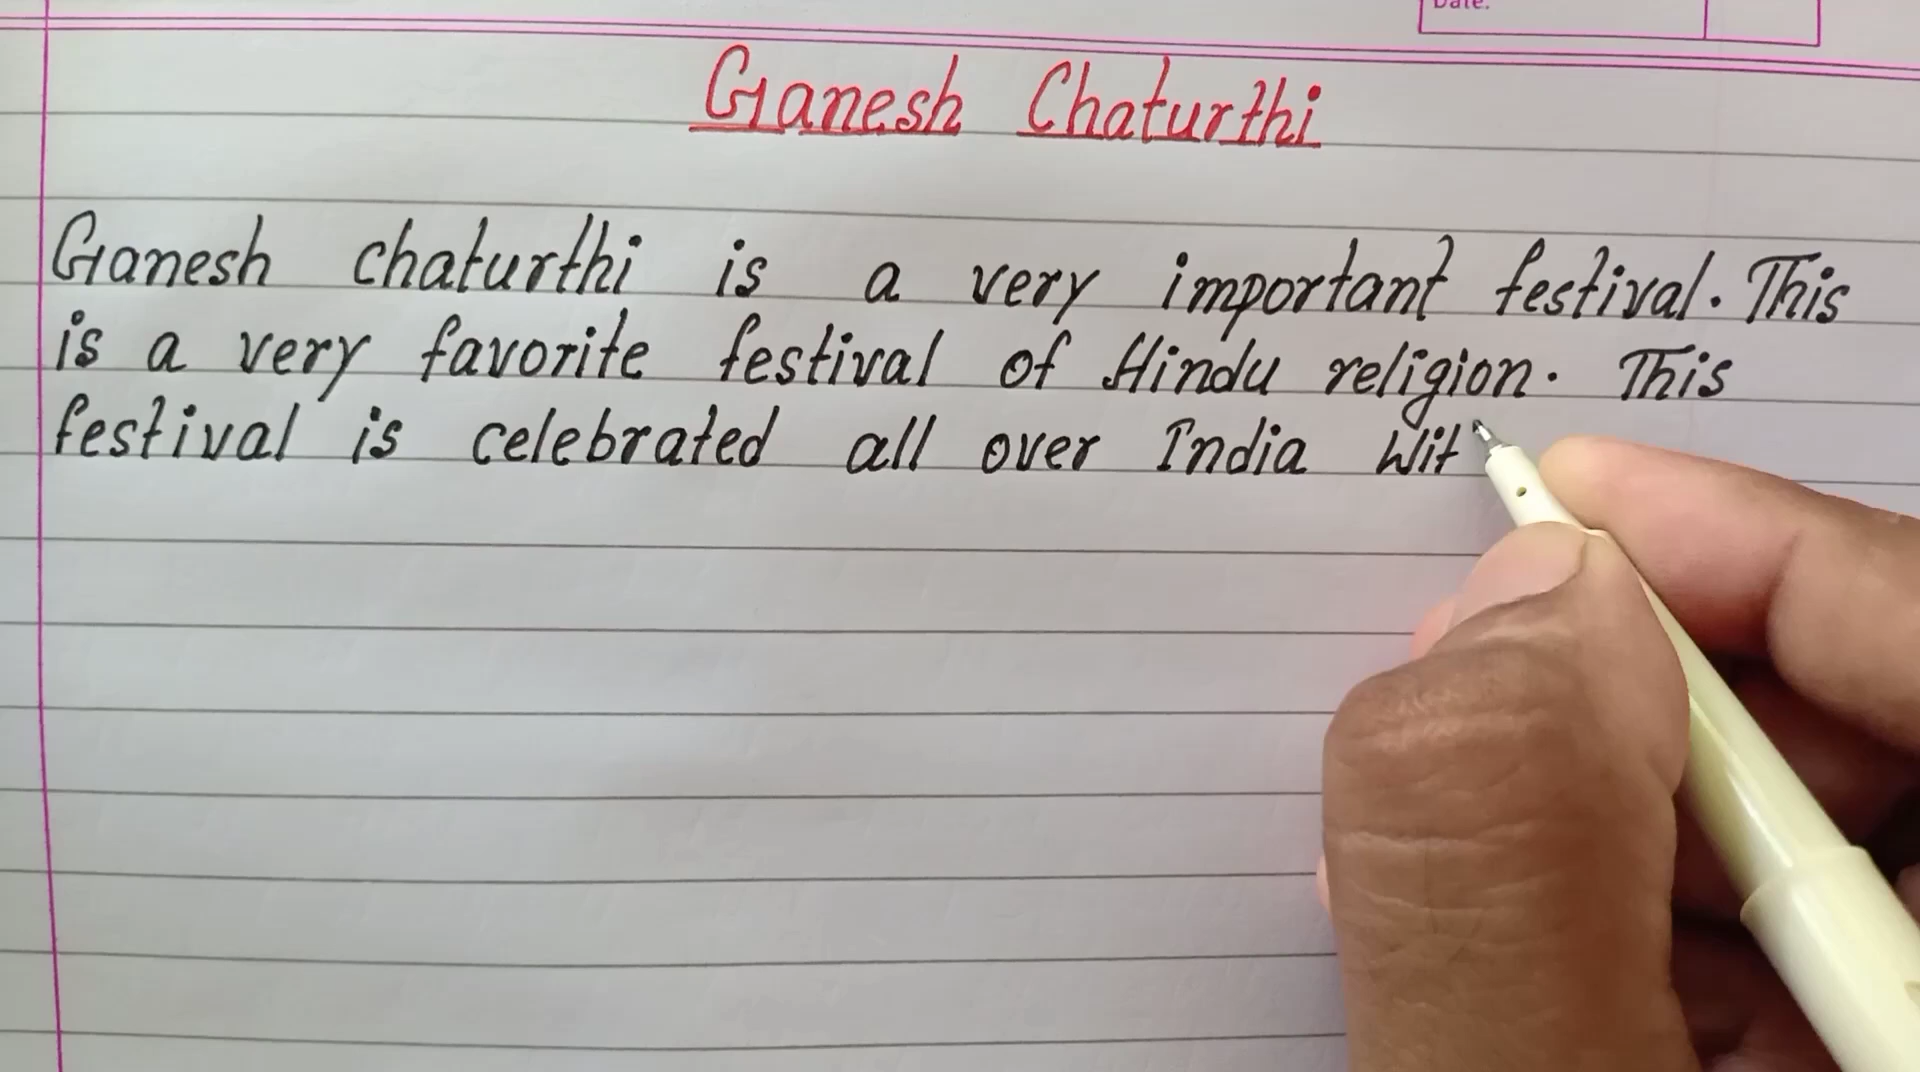 Date:
Ganesh Chaturthi
Ganesh chaturthi is a very important festival. This
is a very favorite festival of Hindu religion. This
festival is celebrated all over India Wit